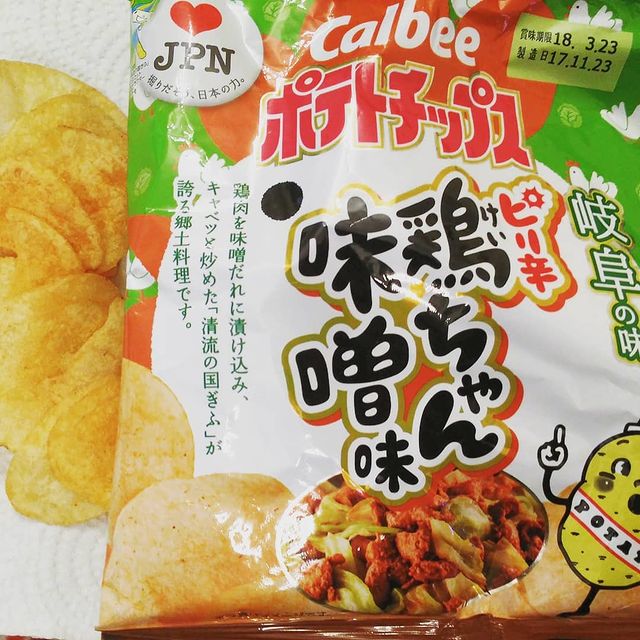 ♥ JPN
掘りだそう、日本の力。
Calbee
ポテトチップス
賞味期限18. 3.23
製造日17.11.23
岐阜の味
ピリ辛
鶏ちゃん
けい
味噌味
鶏肉を味噌だれに漬け込み、
キャベツと炒めた「清流の国ぎふ」が
誇る郷土料理です。